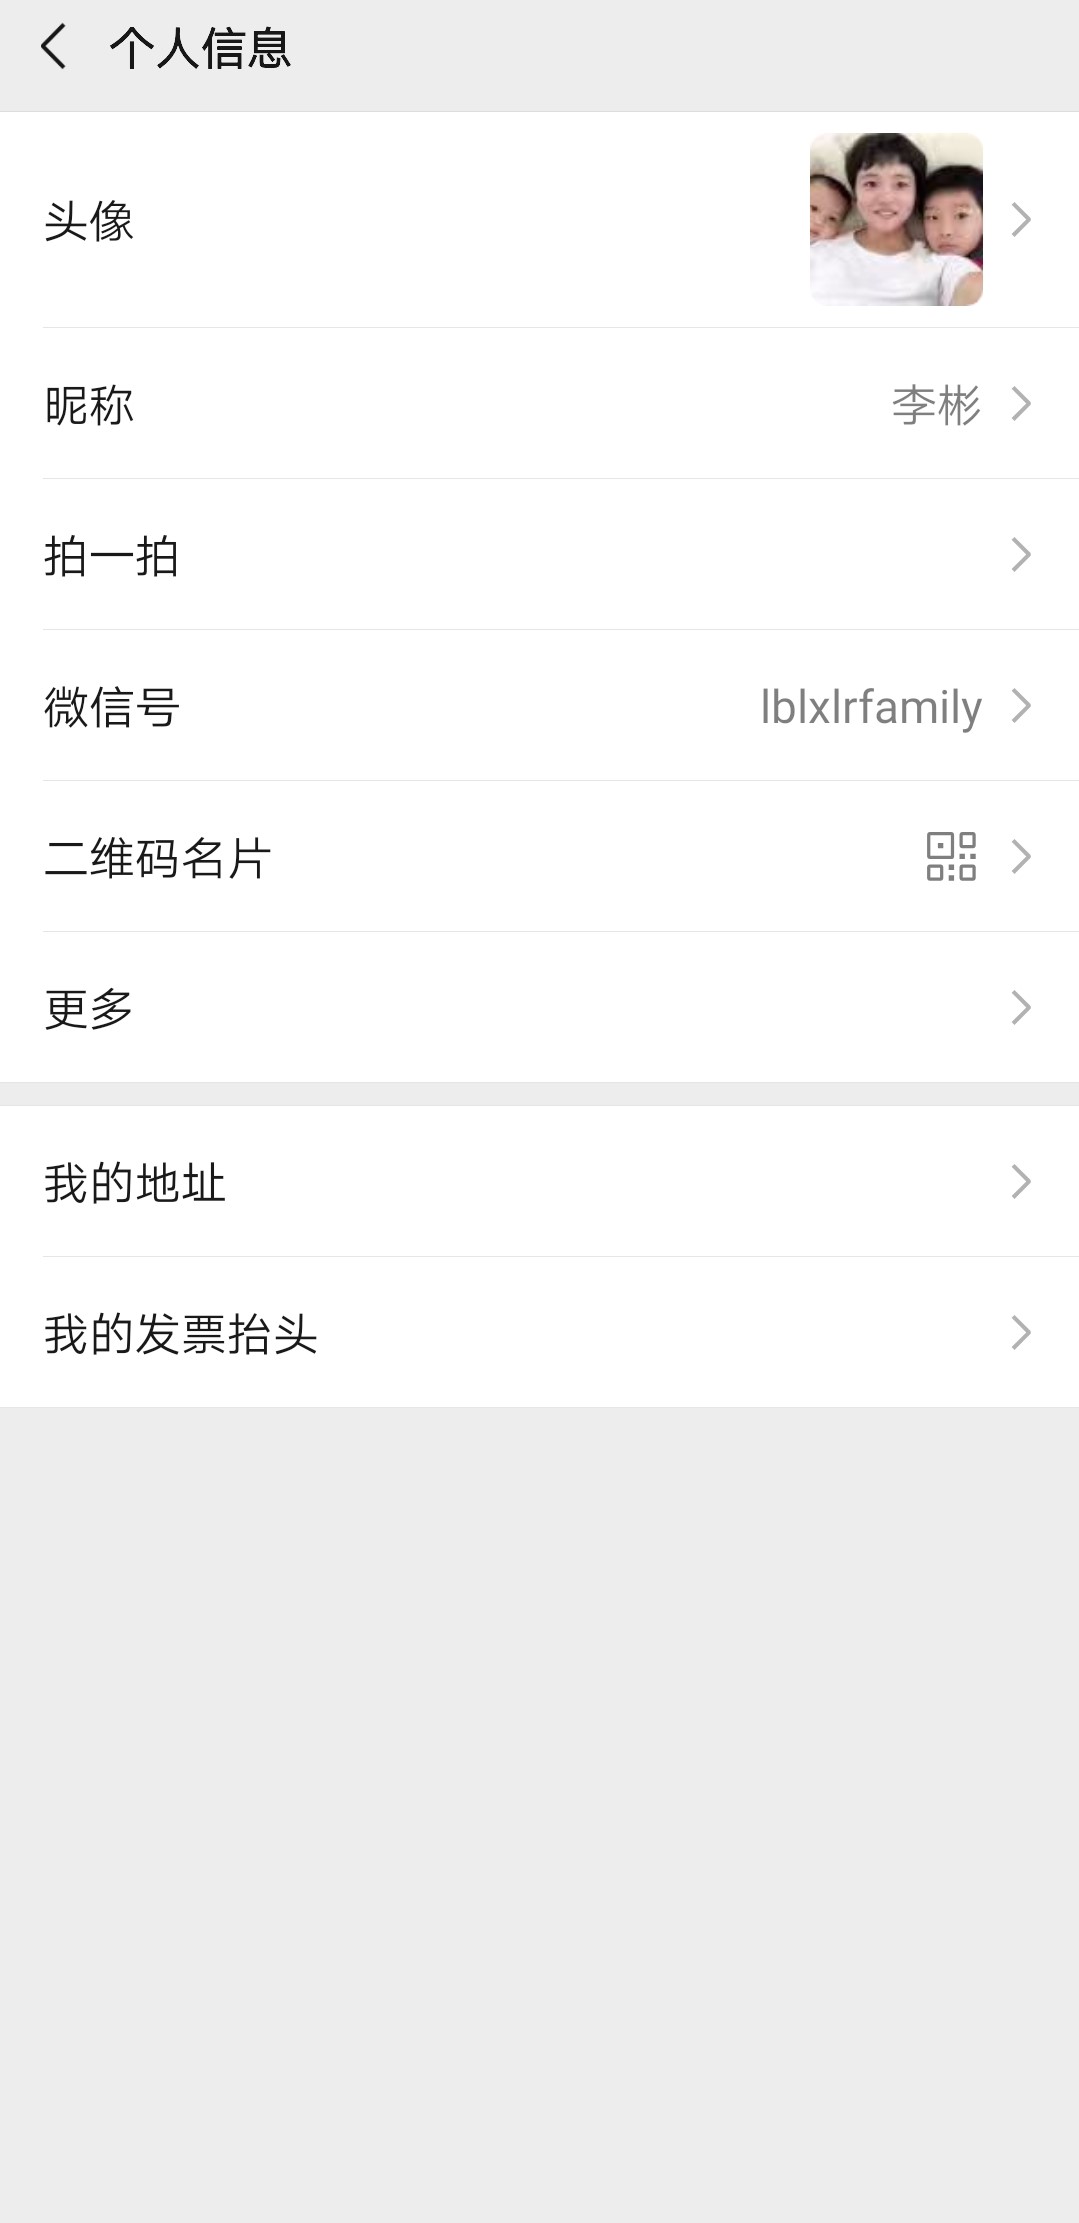 个人信息
头像
昵称 李彬
拍一拍
微信号 lblxlrfamily
二维码名片
更多
我的地址
我的发票抬头